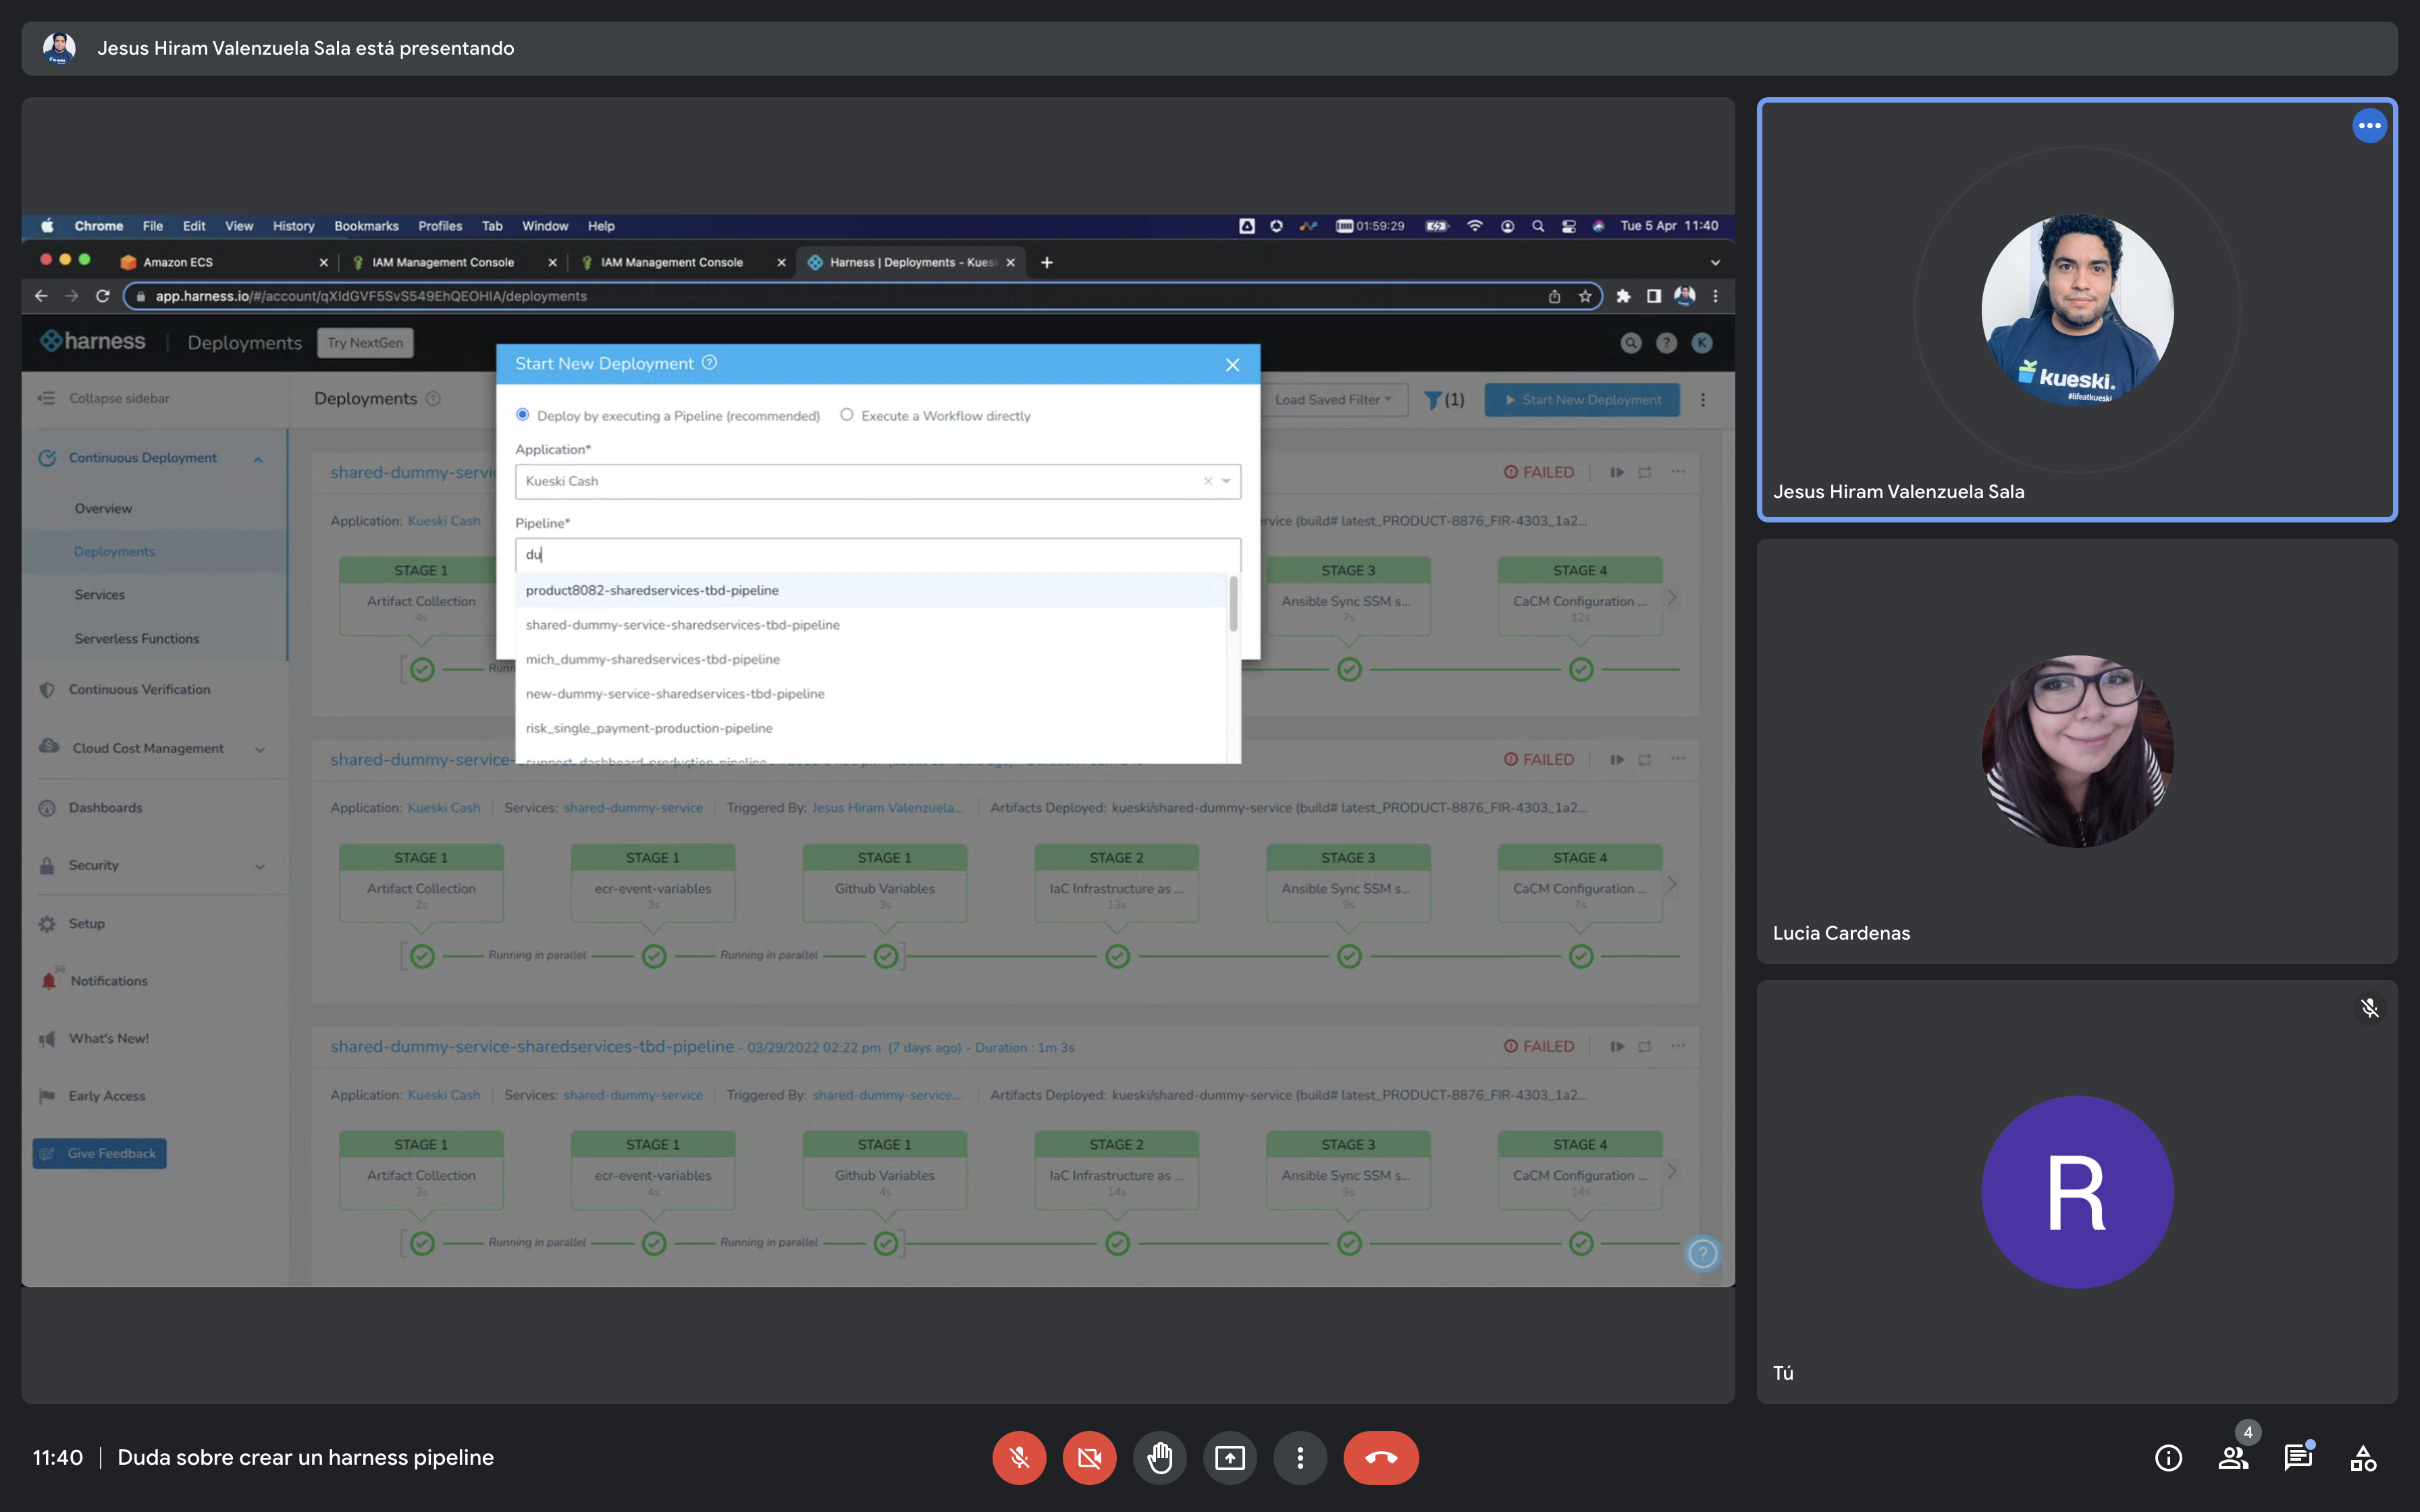 Jesus Hiram Valenzuela Sala está presentando
Chrome File Edit View History Bookmarks Profiles Tab Window Help 01:59:29 Tue 5 Apr 11:40
Amazon ECS IAM Management Console IAM Management Console Harness | Deployments - Kues
app.harness.io/#/account/qXIdGVF5SvS549EhQEOHIA/deployments
harness Deployments Try NextGen
K
Start New Deployment
Collapse sidebar
Deployments
Load Saved Filter (1) Start New Deployment
Deploy by executing a Pipeline (recommended) Execute a Workflow directly
Application*
Kueski Cash
Pipeline*
du
product8082-sharedservices-tbd-pipeline
shared-dummy-service-sharedservices-tbd-pipeline
mich_dummy-sharedservices-tbd-pipeline
new-dummy-service-sharedservices-tbd-pipeline
risk_single_payment-production-pipeline
support_dashboard_production_pipeline
Continuous Deployment
Overview
Deployments
Services
Serverless Functions
Continuous Verification
Cloud Cost Management
Dashboards
Security
Setup
36
Notifications
What's New!
Early Access
Give Feedback
shared-dummy-servic FAILED
Application: Kueski Cash ervice (build# latest_PRODUCT-8876_FIR-4303_1a2...
STAGE 1 STAGE 3 STAGE 4
Artifact Collection Ansible Sync SSM s... CaCM Configuration ...
4s 7s 12s
Runn
shared-dummy-service- FAILED
Application: Kueski Cash Services: shared-dummy-service Triggered By: Jesus Hiram Valenzuela... Artifacts Deployed: kueski/shared-dummy-service (build# latest_PRODUCT-8876_FIR-4303_1a2...
STAGE 1 STAGE 1 STAGE 1 STAGE 2 STAGE 3 STAGE 4
Artifact Collection ecr-event-variables Github Variables IaC Infrastructure as ... Ansible Sync SSM s... CaCM Configuration ...
2s 3s 3s 13s 9s 7s
Running in parallel Running in parallel
shared-dummy-service-sharedservices-tbd-pipeline - 03/29/2022 02:22 pm (7 days ago) - Duration : 1m 3s FAILED
Application: Kueski Cash Services: shared-dummy-service Triggered By: shared-dummy-service... Artifacts Deployed: kueski/shared-dummy-service (build# latest_PRODUCT-8876_FIR-4303_1a2...
STAGE 1 STAGE 1 STAGE 1 STAGE 2 STAGE 3 STAGE 4
Artifact Collection ecr-event-variables Github Variables IaC Infrastructure as ... Ansible Sync SSM s... CaCM Configuration ...
3s 4s 4s 14s 9s 14s
Running in parallel Running in parallel
kueski.
#lifeatkueski
Jesus Hiram Valenzuela Sala
Lucia Cardenas
R
Tú
11:40 | Duda sobre crear un harness pipeline
4